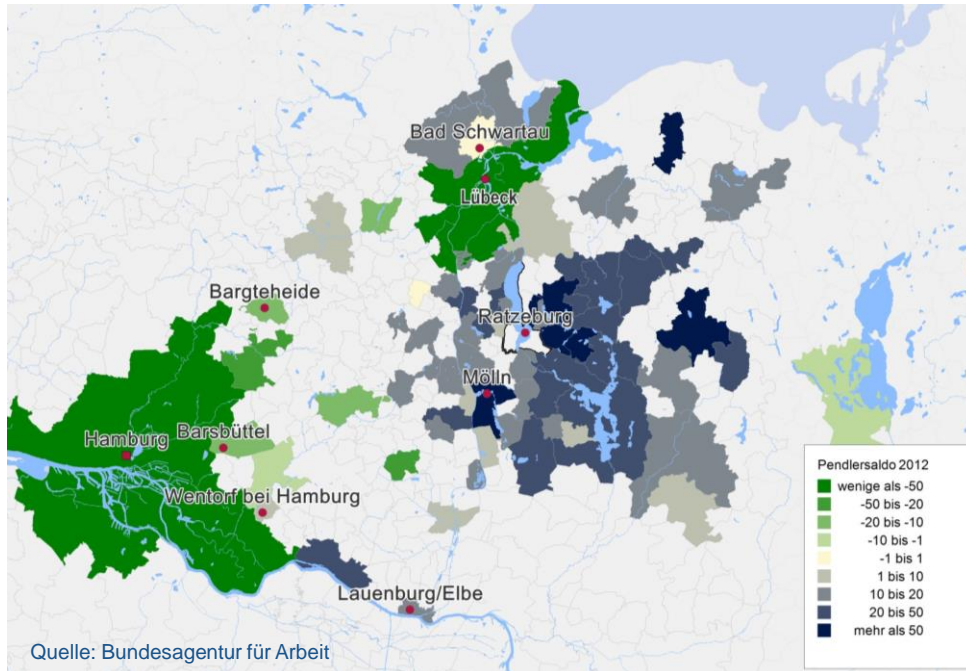 Bad Schwartau
Lübeck
Bargteheide
Ratzeburg
Mölln
Hamburg
Barsbüttel
Wentorf bei Hamburg
Lauenburg/Elbe
Pendlersaldo 2012
wenige als -50
-50 bis -20
-20 bis -10
-10 bis -1
-1 bis 1
1 bis 10
10 bis 20
20 bis 50
mehr als 50
Quelle: Bundesagentur für Arbeit